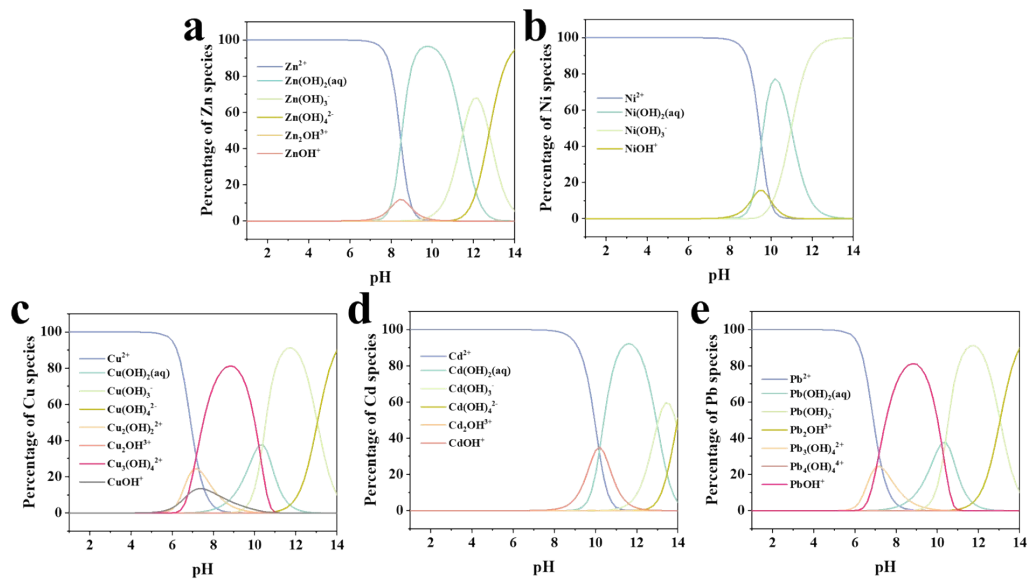 a
Percentage of Zn species
100
80
60
40
20
0
Zn²⁺
Zn(OH)₂(aq)
Zn(OH)₃⁻
Zn(OH)₄²⁻
Zn₂OH³⁺
ZnOH⁺
2 4 6 8 10 12 14
pH
b
Percentage of Ni species
100
80
60
40
20
0
Ni²⁺
Ni(OH)₂(aq)
Ni(OH)₃⁻
NiOH⁺
2 4 6 8 10 12 14
pH
c
Percentage of Cu species
100
80
60
40
20
0
Cu²⁺
Cu(OH)₂(aq)
Cu(OH)₃⁻
Cu(OH)₄²⁻
Cu₂(OH)₂²⁺
Cu₂OH³⁺
Cu₃(OH)₄²⁺
CuOH⁺
2 4 6 8 10 12 14
pH
d
Percentage of Cd species
100
80
60
40
20
0
Cd²⁺
Cd(OH)₂(aq)
Cd(OH)₃⁻
Cd(OH)₄²⁻
Cd₂OH³⁺
CdOH⁺
2 4 6 8 10 12 14
pH
e
Percentage of Pb species
100
80
60
40
20
0
Pb²⁺
Pb(OH)₂(aq)
Pb(OH)₃⁻
Pb₂OH³⁺
Pb₃(OH)₄²⁺
Pb₄(OH)₄⁴⁺
PbOH⁺
2 4 6 8 10 12 14
pH